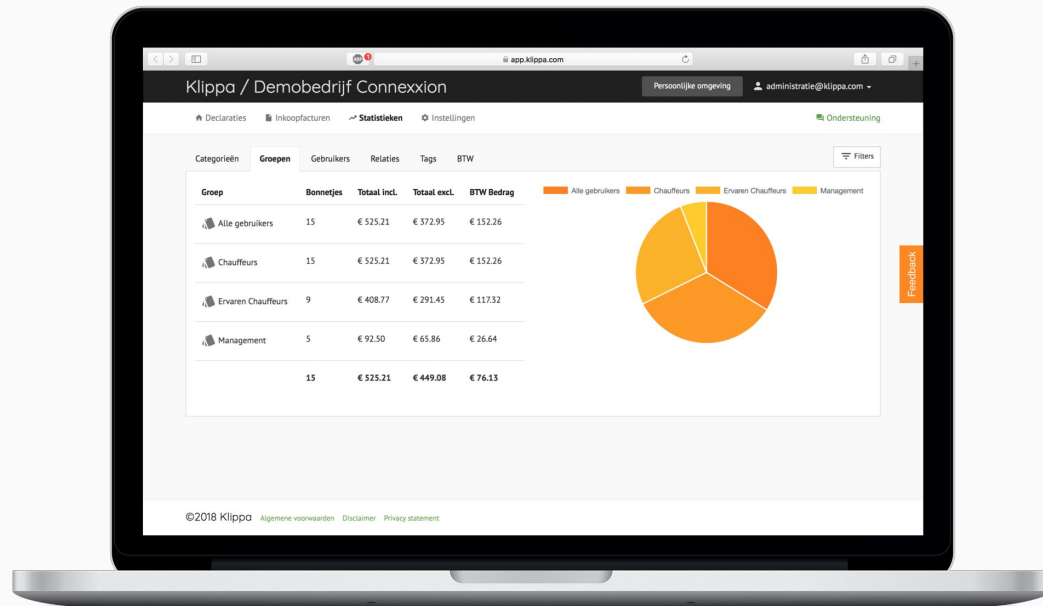 ABP 1
app.klippa.com
Klippa / Demobedrijf Connexxion
Persoonlijke omgeving
administratie@klippa.com
Declaraties Inkoopfacturen Statistieken Instellingen
Ondersteuning
Categorieën Groepen Gebruikers Relaties Tags BTW
Filters
Groep Bonnetjes Totaal incl. Totaal excl. BTW Bedrag
Alle gebruikers 15 € 525.21 € 372.95 € 152.26
Chauffeurs 15 € 525.21 € 372.95 € 152.26
Ervaren Chauffeurs 9 € 408.77 € 291.45 € 117.32
Management 5 € 92.50 € 65.86 € 26.64
15 € 525.21 € 449.08 € 76.13
Alle gebruikers Chauffeurs Ervaren Chauffeurs Management
Feedback
©2018 Klippa Algemene voorwaarden Disclaimer Privacy statement